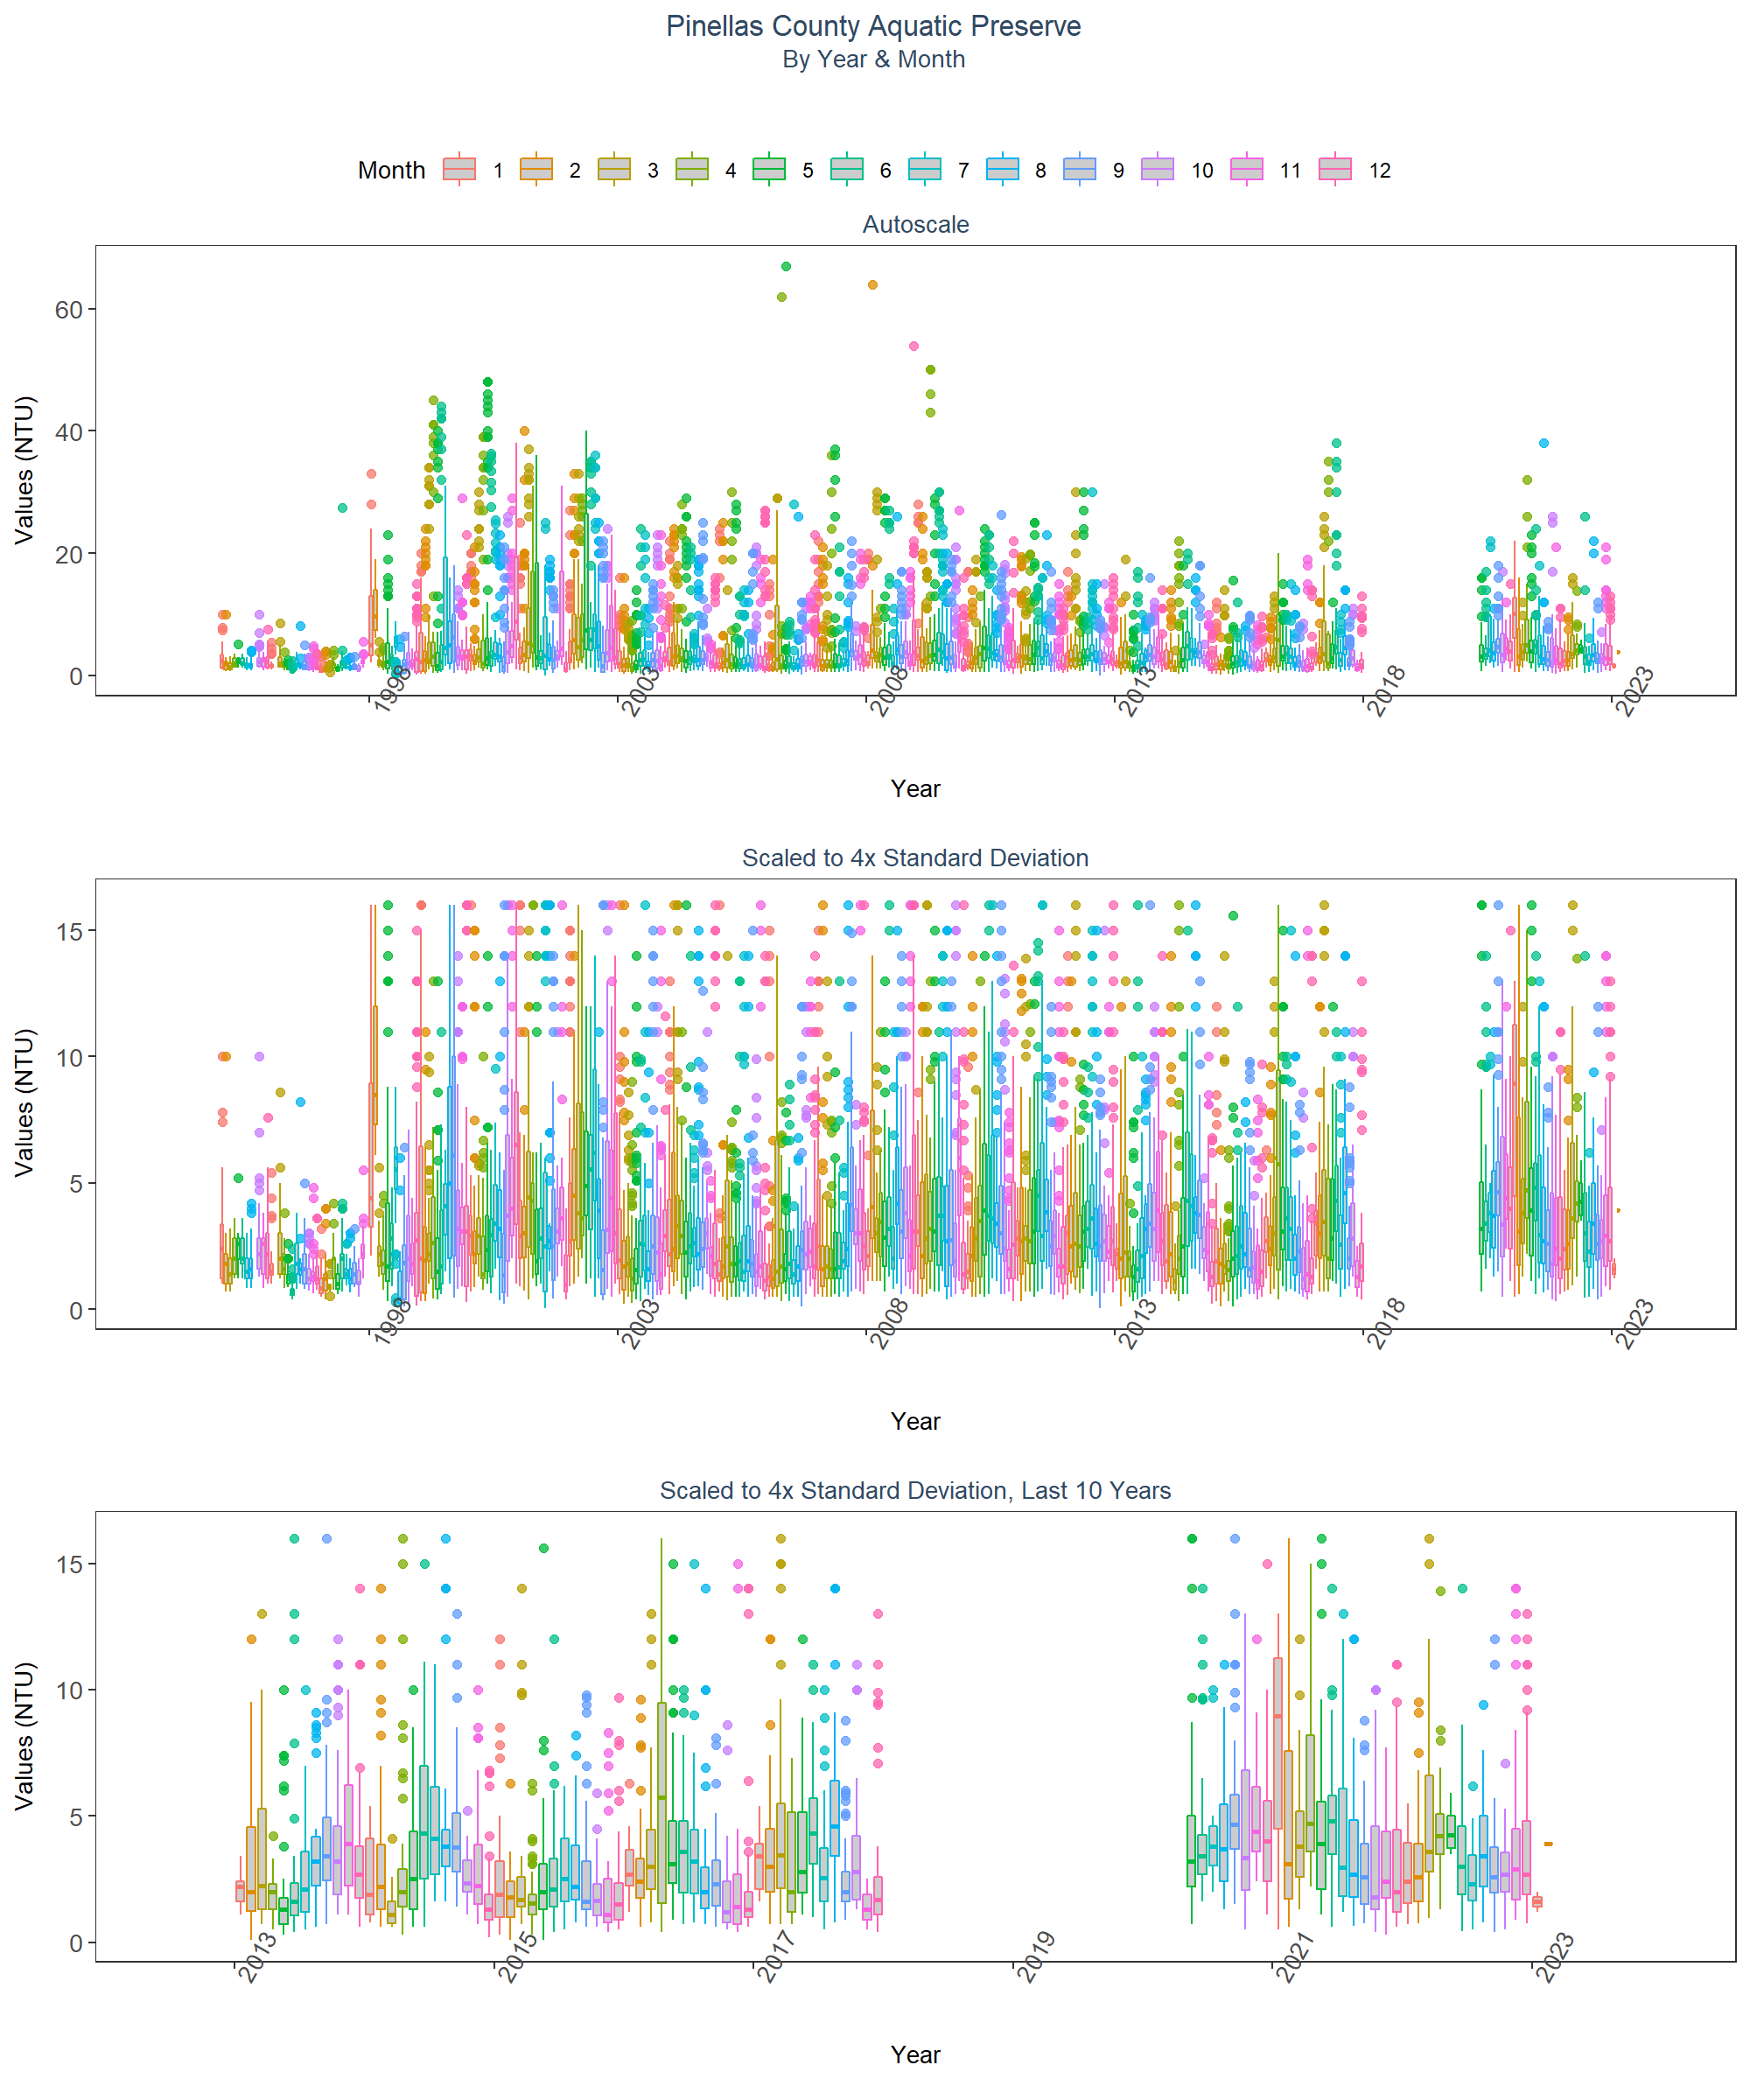 Pinellas County Aquatic Preserve
By Year & Month
Month 1 2 3 4 5 6 7 8 9 10 11 12
Autoscale
Values (NTU)
60
40
20
0
1998 2003 2008 2013 2018 2023
Year
Scaled to 4x Standard Deviation
Values (NTU)
15
10
5
0
1998 2003 2008 2013 2018 2023
Year
Scaled to 4x Standard Deviation, Last 10 Years
Values (NTU)
15
10
5
0
2013 2015 2017 2019 2021 2023
Year